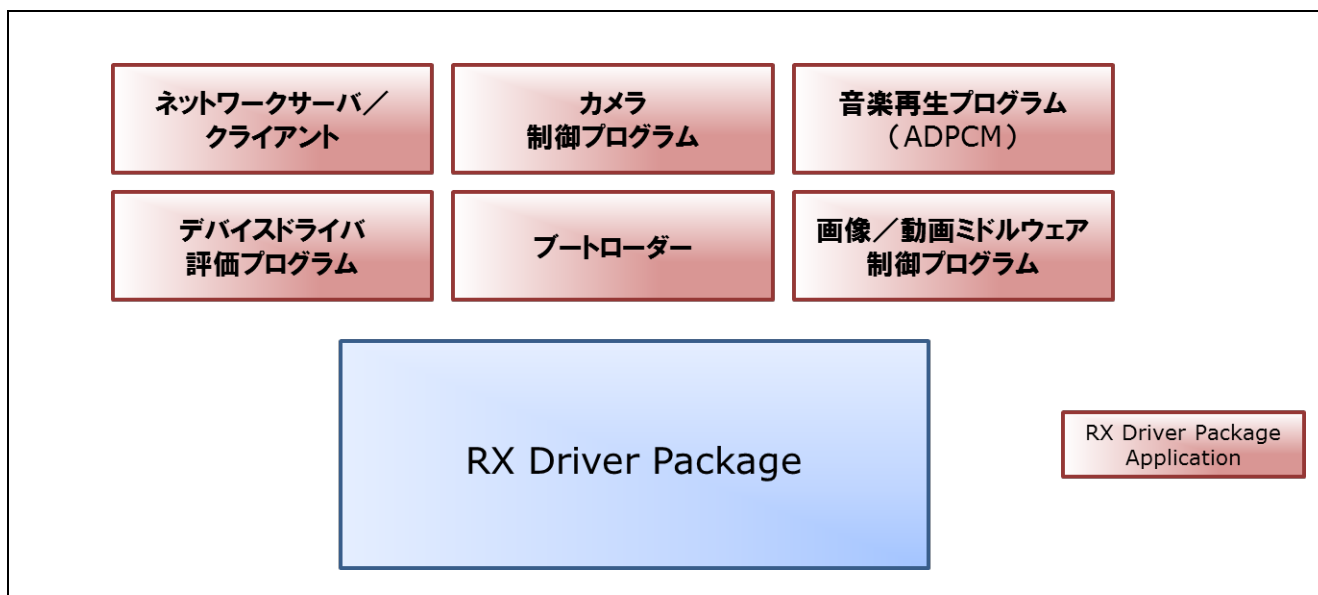 ネットワークサーバ／
クライアント
カメラ
制御プログラム
音楽再生プログラム
（ADPCM）
デバイスドライバ
評価プログラム
ブートローダー
画像／動画ミドルウェア
制御プログラム
RX Driver Package
RX Driver Package
Application